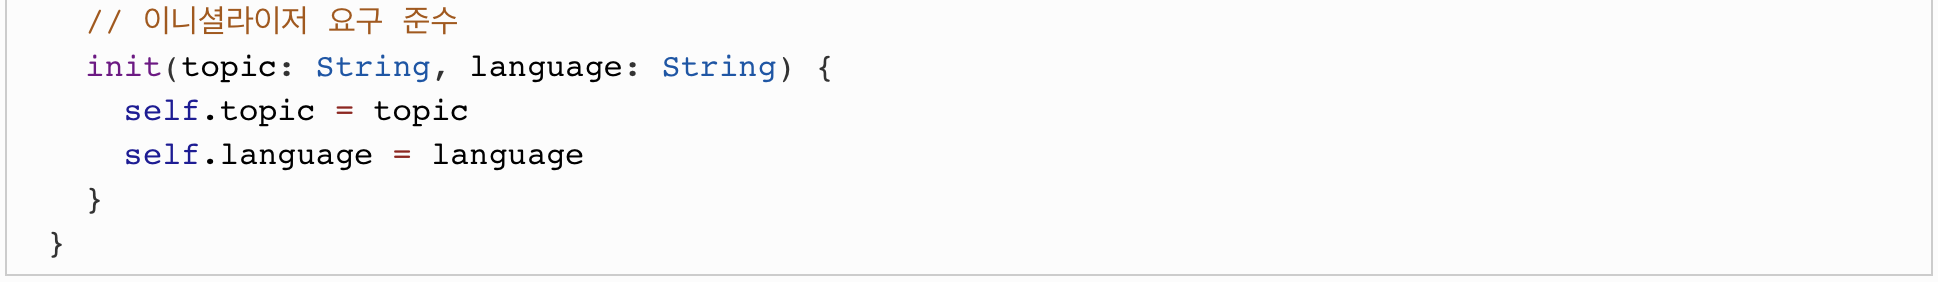 // 이니셜라이저 요구 준수
init(topic: String, language: String) {
self.topic = topic
self.language = language
}
}